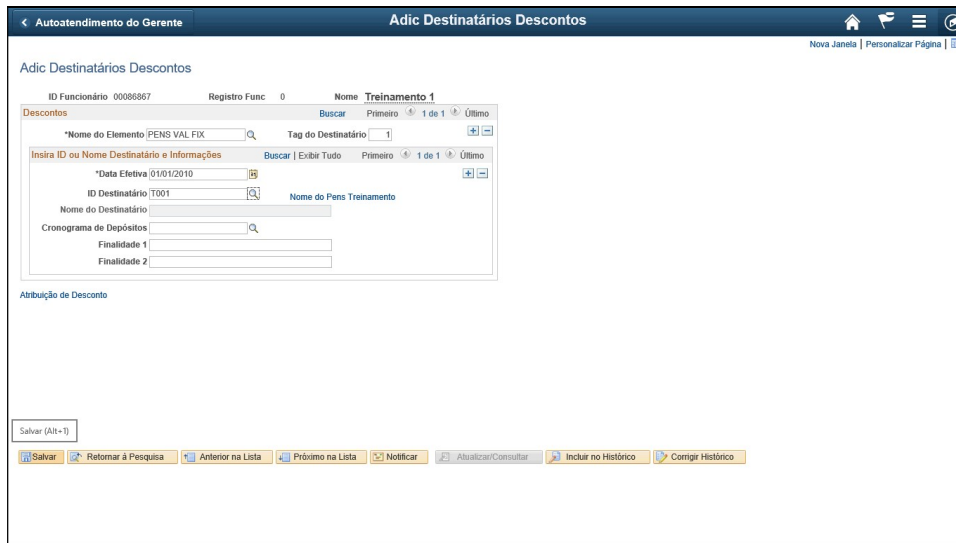 Autoatendimento do Gerente
Adic Destinatários Descontos
Nova Janela | Personalizar Página |
Adic Destinatários Descontos
ID Funcionário 00086867 Registro Func 0 Nome Treinamento 1
Descontos Buscar Primeiro 1 de 1 Último
*Nome do Elemento PENS VAL FIX Tag do Destinatário 1
Insira ID ou Nome Destinatário e Informações Buscar | Exibir Tudo Primeiro 1 de 1 Último
*Data Efetiva 01/01/2010
ID Destinatário T001 Nome do Pens Treinamento
Nome do Destinatário
Cronograma de Depósitos
Finalidade 1
Finalidade 2
Atribuição de Desconto
Salvar (Alt+1)
Salvar Retornar à Pesquisa Anterior na Lista Próximo na Lista Notificar Atualizar/Consultar Incluir no Histórico Corrigir Histórico